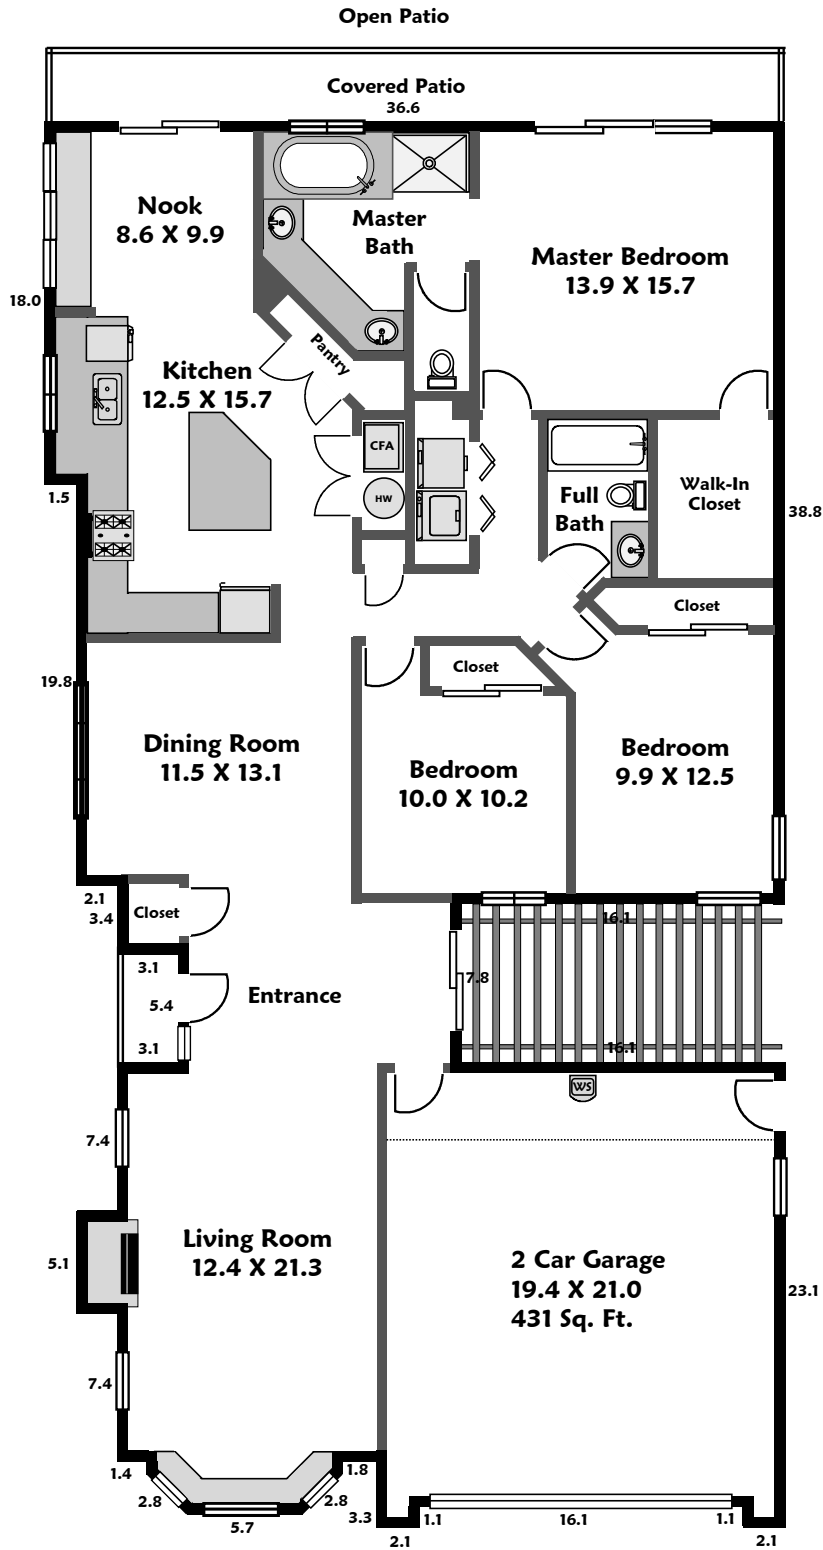 Open Patio
Covered Patio
36.6
Nook
8.6 X 9.9
Master
Bath
Master Bedroom
13.9 X 15.7
18.0
Pantry
Kitchen
12.5 X 15.7
CFA
HW
1.5
Full
Bath
Walk-In
Closet
38.8
Closet
Closet
19.8
Dining Room
11.5 X 13.1
Bedroom
10.0 X 10.2
Bedroom
9.9 X 12.5
2.1
3.4
Closet
16.1
3.1
7.8
5.4
Entrance
3.1
16.1
WS
7.4
Living Room
12.4 X 21.3
5.1
2 Car Garage
19.4 X 21.0
431 Sq. Ft.
23.1
7.4
1.4
1.8
2.8
2.8
5.7
3.3
1.1
16.1
1.1
2.1
2.1